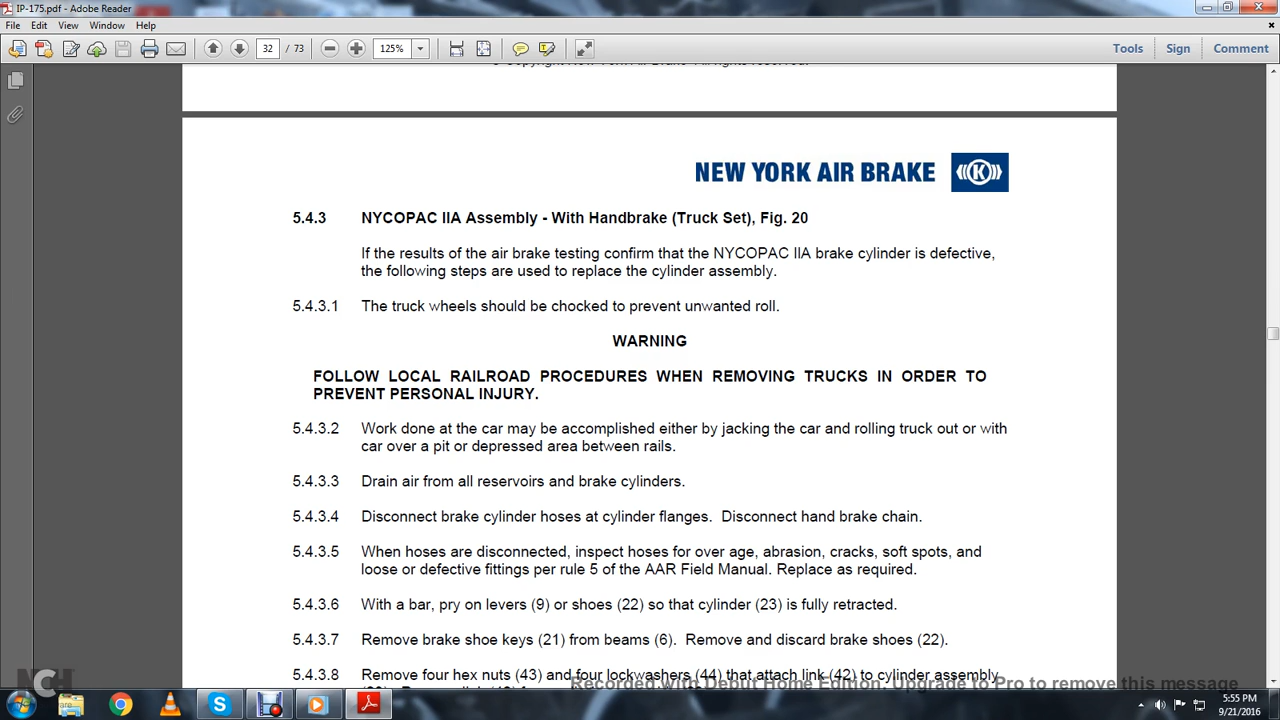 IP-175.pdf - Adobe Reader
File Edit View Window Help
32 / 73 125% Tools Sign Comment
NEW YORK AIR BRAKE
5.4.3 NYCOPAC IIA Assembly - With Handbrake (Truck Set), Fig. 20
If the results of the air brake testing confirm that the NYCOPAC IIA brake cylinder is defective,
the following steps are used to replace the cylinder assembly.
5.4.3.1 The truck wheels should be chocked to prevent unwanted roll.
WARNING
FOLLOW LOCAL RAILROAD PROCEDURES WHEN REMOVING TRUCKS IN ORDER TO
PREVENT PERSONAL INJURY.
5.4.3.2 Work done at the car may be accomplished either by jacking the car and rolling truck out or with
car over a pit or depressed area between rails.
5.4.3.3 Drain air from all reservoirs and brake cylinders.
5.4.3.4 Disconnect brake cylinder hoses at cylinder flanges. Disconnect hand brake chain.
5.4.3.5 When hoses are disconnected, inspect hoses for over age, abrasion, cracks, soft spots, and
loose or defective fittings per rule 5 of the AAR Field Manual. Replace as required.
5.4.3.6 With a bar, pry on levers (9) or shoes (22) so that cylinder (23) is fully retracted.
5.4.3.7 Remove brake shoe keys (21) from beams (6). Remove and discard brake shoes (22).
5.4.3.8 Remove four hex nuts (43) and four lockwashers (44) that attach link (42) to cylinder assembly
Recorded with Debut Home Edition. Upgrade to Pro to remove this message
NCH
5:55 PM
9/21/2016